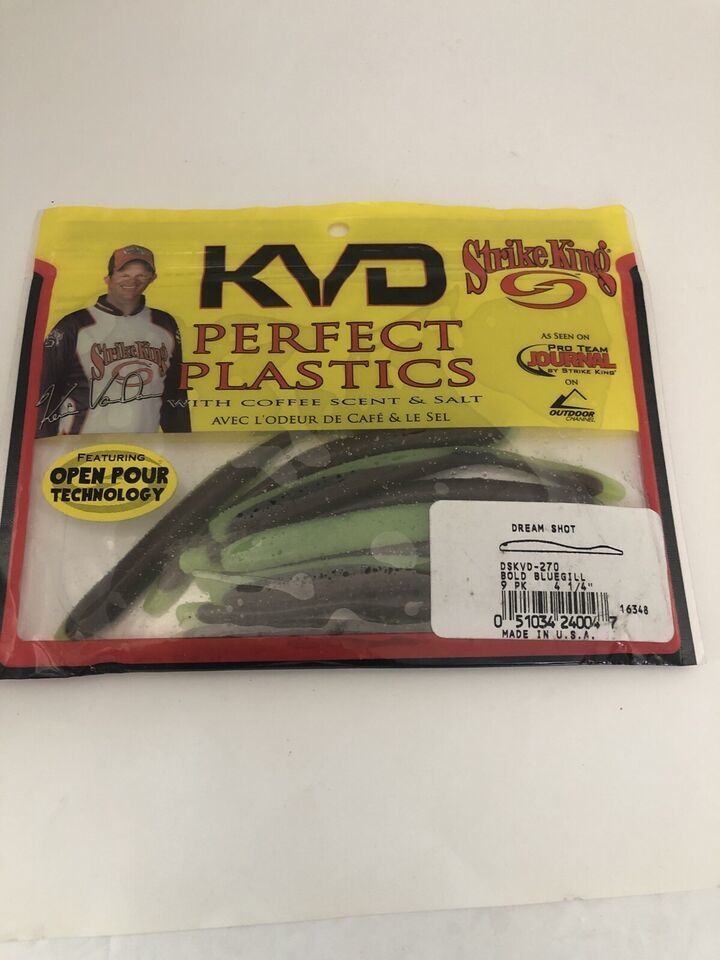 KVD
Strike King
PERFECT
PLASTICS
WITH COFFEE SCENT & SALT
AVEC L'ODEUR DE CAFÉ & LE SEL
AS SEEN ON
PRO TEAM
JOURNAL
BY STRIKE KING
ON
OUTDOOR
CHANNEL
Strike King
FEATURING
OPEN POUR
TECHNOLOGY
DREAM SHOT
DSKVD-270
BOLD BLUEGILL
9 PK 4 1/4"
16348
0 51034 24004 7
MADE IN U.S.A.